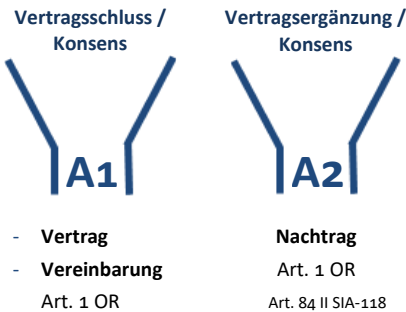 Vertragsschluss /
Konsens
A1
- Vertrag
- Vereinbarung
Art. 1 OR
Vertragsergänzung /
Konsens
A2
Nachtrag
Art. 1 OR
Art. 84 II SIA-118